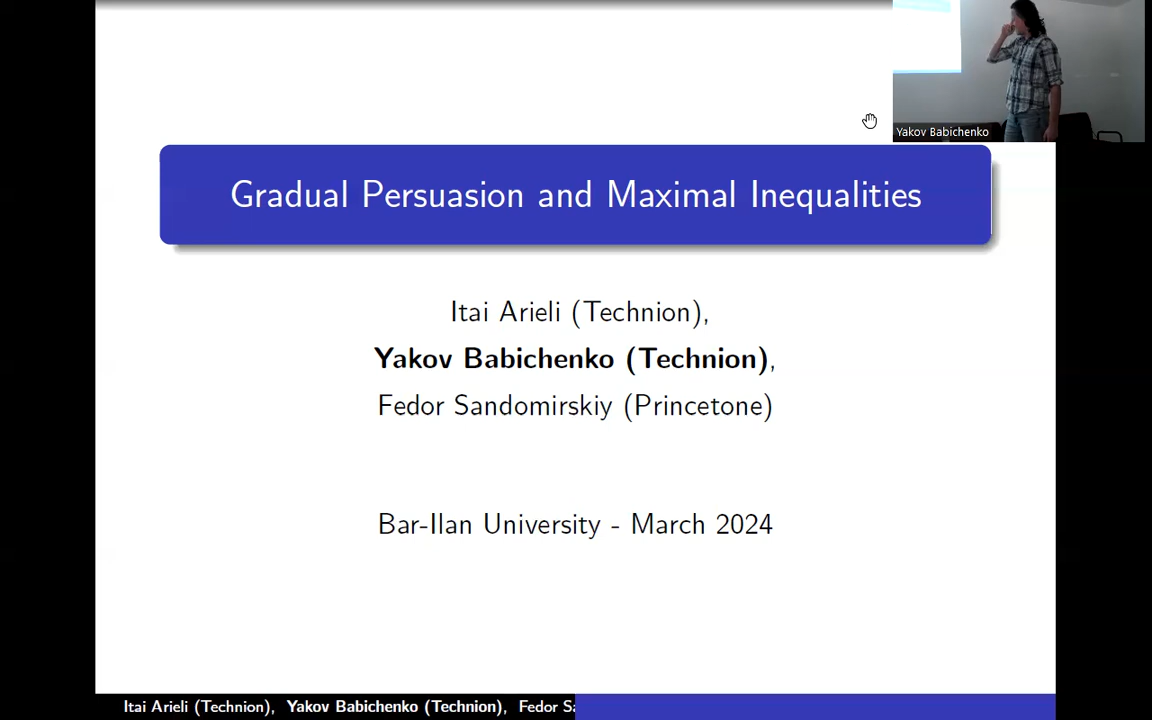 Yakov Babichenko
Gradual Persuasion and Maximal Inequalities
Itai Arieli (Technion),
Yakov Babichenko (Technion),
Fedor Sandomirskiy (Princetone)
Bar-Ilan University - March 2024
Itai Arieli (Technion), Yakov Babichenko (Technion), Fedor Sa